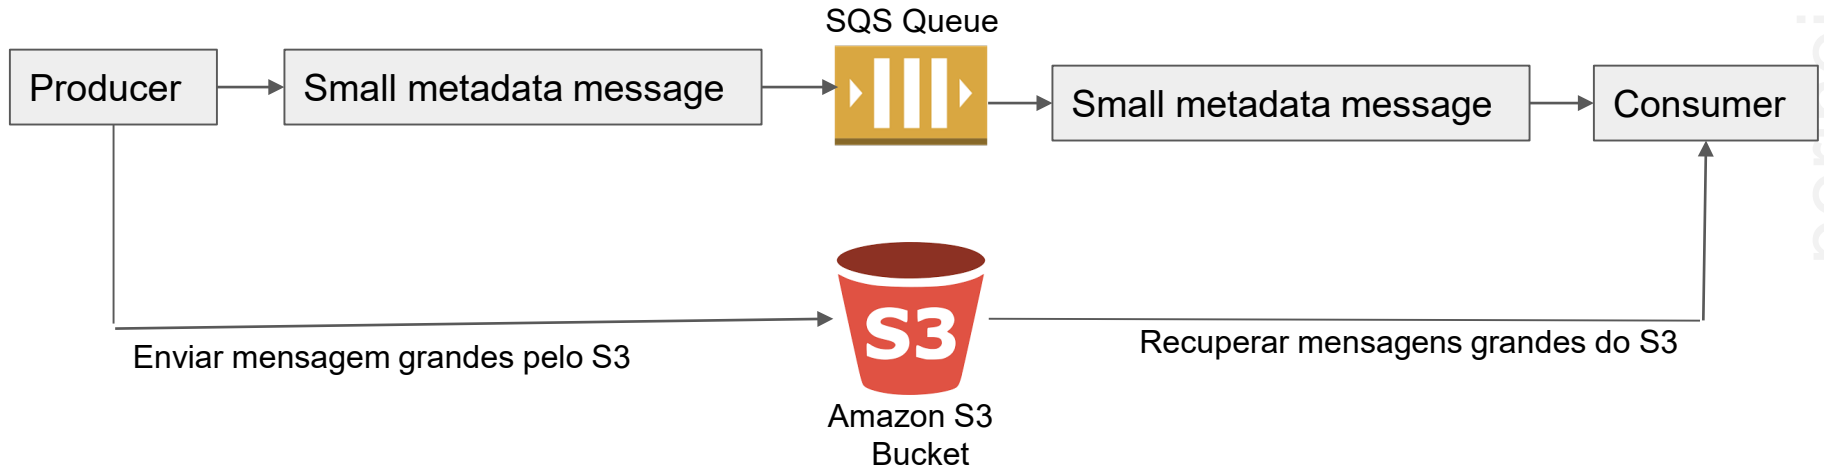 SQS Queue
Producer
Small metadata message
Small metadata message
Consumer
Enviar mensagem grandes pelo S3
S3
Recuperar mensagens grandes do S3
Amazon S3
Bucket